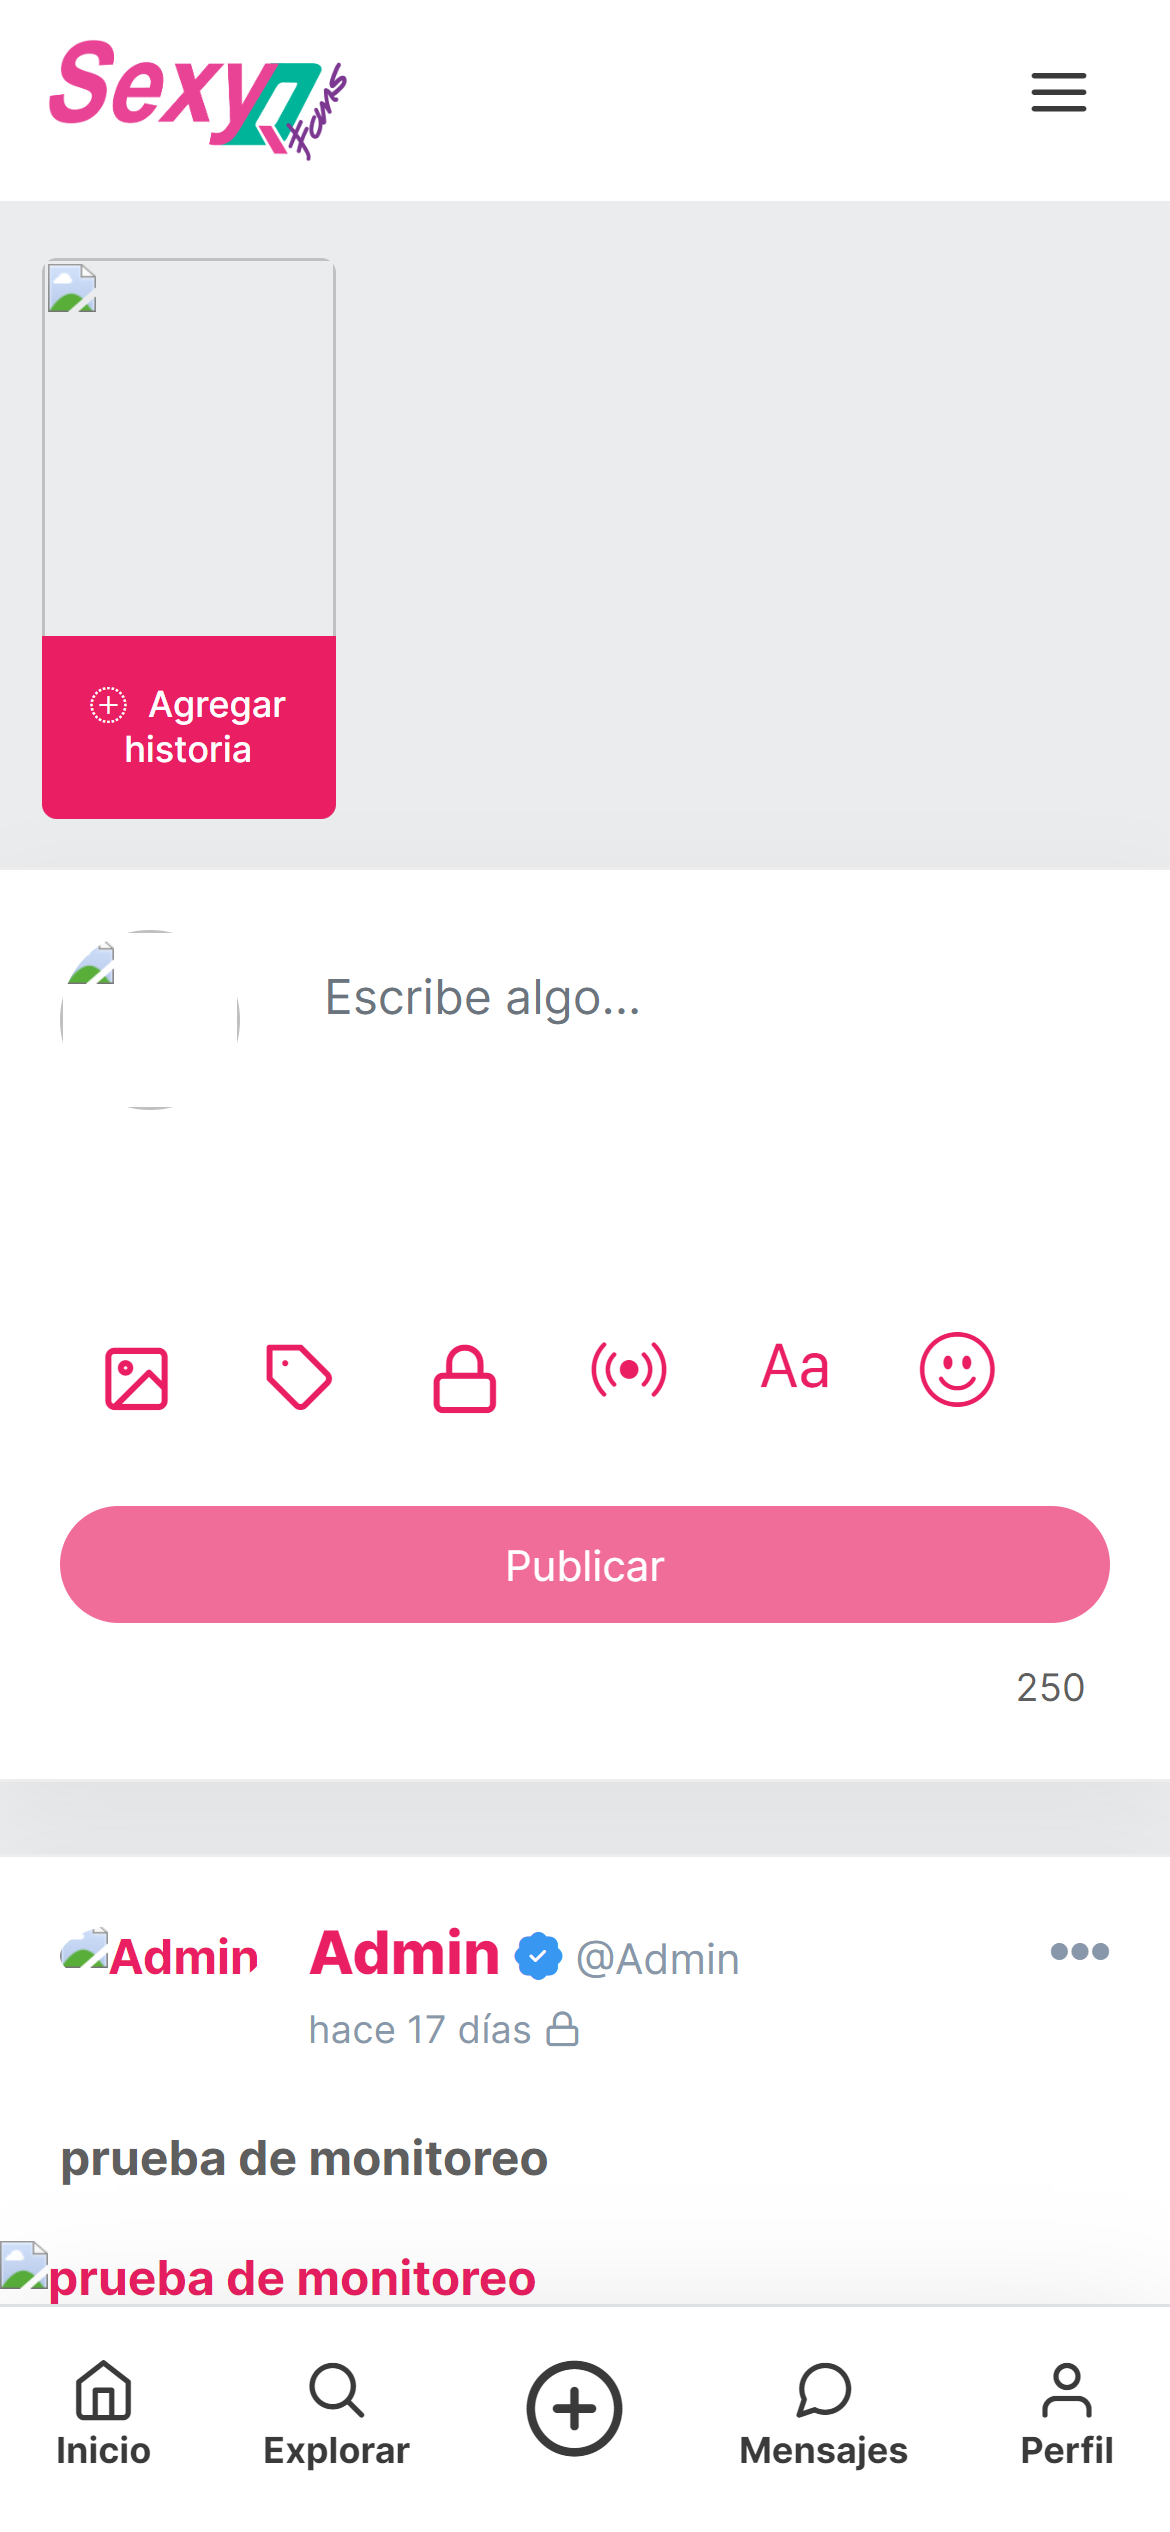 Sexy
Fans
Agregar
historia
Escribe algo...
Aa
Publicar
250
Admin
Admin @Admin
hace 17 días
prueba de monitoreo
prueba de monitoreo
Inicio
Explorar
Mensajes
Perfil